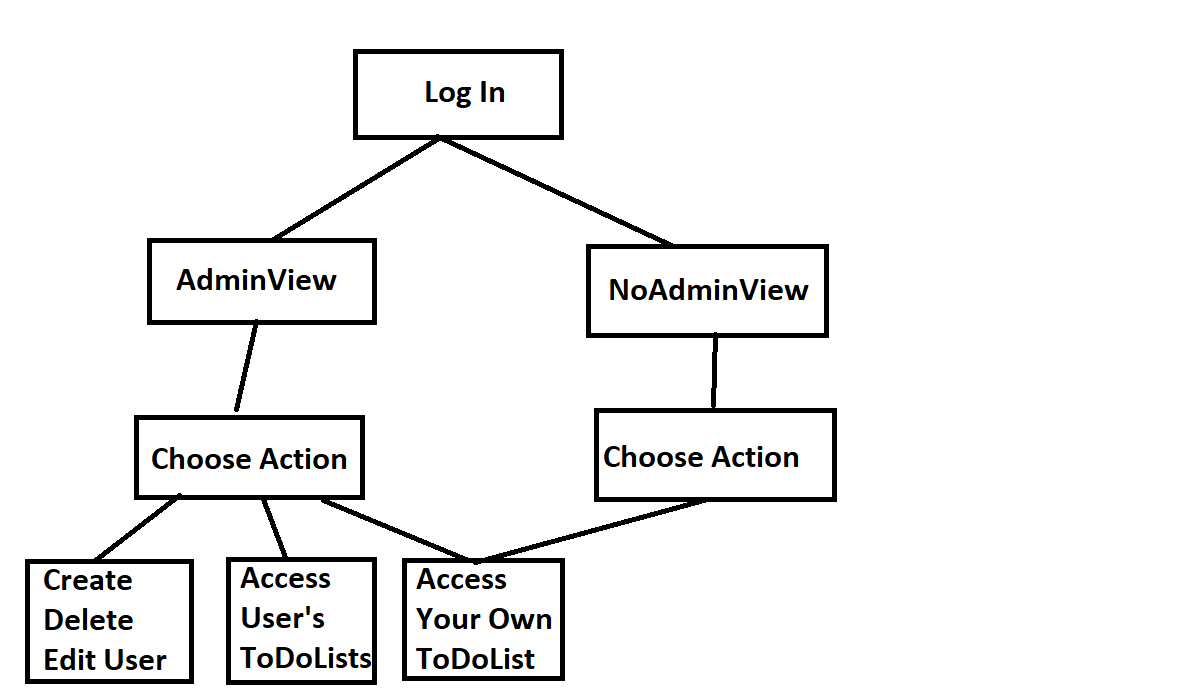 Log In
AdminView
NoAdminView
Choose Action
Choose Action
Create
Delete
Edit User
Access
User's
ToDoLists
Access
Your Own
ToDoList